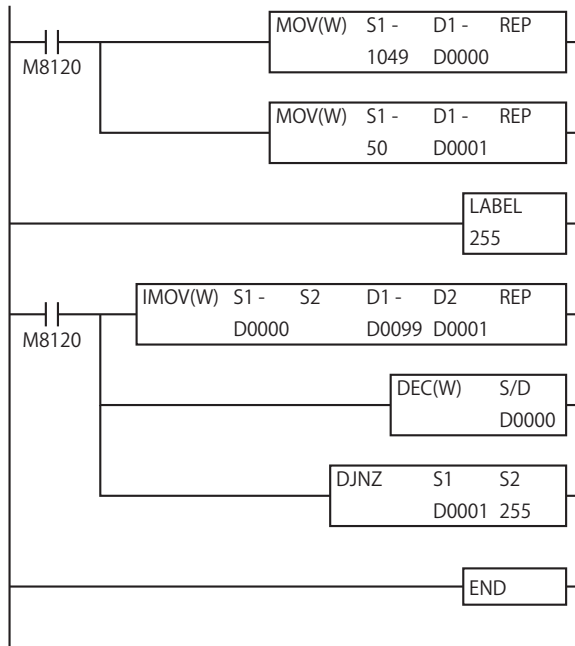 MOV(W) S1 - D1 - REP
1049 D0000
M8120
MOV(W) S1 - D1 - REP
50 D0001
LABEL
255
IMOV(W) S1 - S2 D1 - D2 REP
D0000 D0099 D0001
M8120
DEC(W) S/D
D0000
DJNZ S1 S2
D0001 255
END